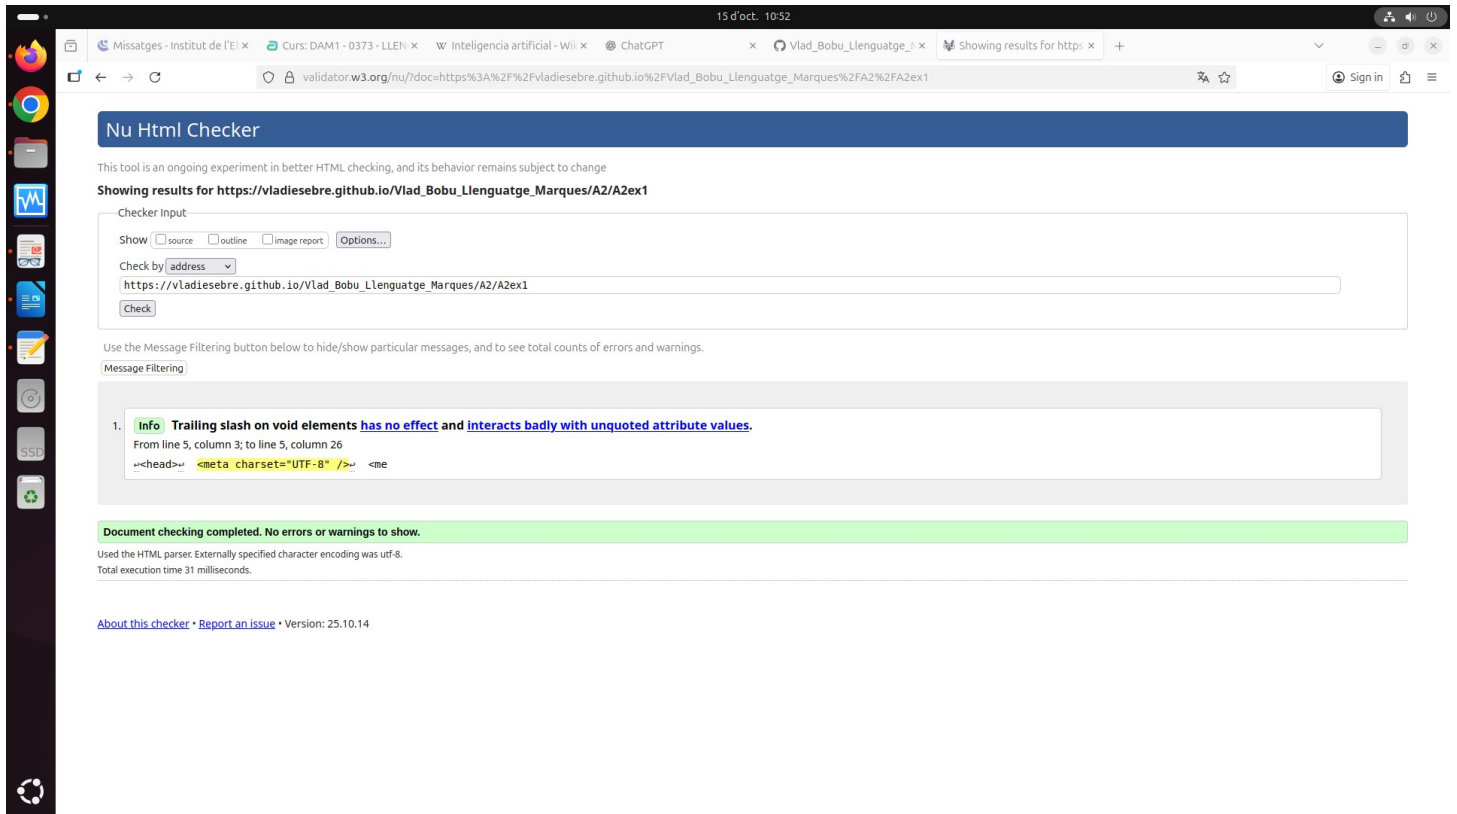 15 d'oct. 10:52
Missatges - Institut de l'El
Curs: DAM1 - 0373 - LLEN
Inteligencia artificial - Wik
ChatGPT
Vlad_Bobu_Llenguatge_M
Showing results for https
validator.w3.org/nu/?doc=https%3A%2F%2Fvladiesebre.github.io%2FVlad_Bobu_Llenguatge_Marques%2FA2%2FA2ex1
Sign in
Nu Html Checker
This tool is an ongoing experiment in better HTML checking, and its behavior remains subject to change
Showing results for https://vladiesebre.github.io/Vlad_Bobu_Llenguatge_Marques/A2/A2ex1
Checker Input
Show source outline image report Options...
Check by address
https://vladiesebre.github.io/Vlad_Bobu_Llenguatge_Marques/A2/A2ex1
Check
Use the Message Filtering button below to hide/show particular messages, and to see total counts of errors and warnings.
Message Filtering
1. Info Trailing slash on void elements has no effect and interacts badly with unquoted attribute values.
From line 5, column 3; to line 5, column 26
↩<head>↩  <meta charset="UTF-8" />↩  <me
Document checking completed. No errors or warnings to show.
Used the HTML parser. Externally specified character encoding was utf-8.
Total execution time 31 milliseconds.
About this checker • Report an issue • Version: 25.10.14
SSD